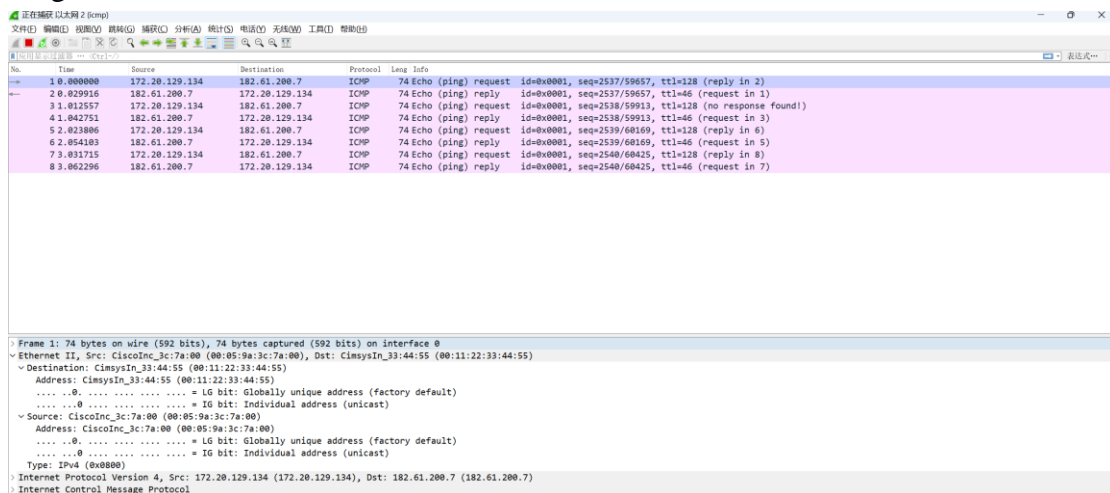 正在捕获 以太网 2 (icmp)
文件(F) 编辑(E) 视图(V) 跳转(G) 捕获(C) 分析(A) 统计(S) 电话(Y) 无线(W) 工具(T) 帮助(H)
应用显示过滤器 … <Ctrl-/> 表达式…
No. Time Source Destination Protocol Leng Info
1 0.000000 172.20.129.134 182.61.200.7 ICMP 74 Echo (ping) request id=0x0001, seq=2537/59657, ttl=128 (reply in 2)
2 0.029916 182.61.200.7 172.20.129.134 ICMP 74 Echo (ping) reply id=0x0001, seq=2537/59657, ttl=46 (request in 1)
3 1.012557 172.20.129.134 182.61.200.7 ICMP 74 Echo (ping) request id=0x0001, seq=2538/59913, ttl=128 (no response found!)
4 1.042751 182.61.200.7 172.20.129.134 ICMP 74 Echo (ping) reply id=0x0001, seq=2538/59913, ttl=46 (request in 3)
5 2.023806 172.20.129.134 182.61.200.7 ICMP 74 Echo (ping) request id=0x0001, seq=2539/60169, ttl=128 (reply in 6)
6 2.054103 182.61.200.7 172.20.129.134 ICMP 74 Echo (ping) reply id=0x0001, seq=2539/60169, ttl=46 (request in 5)
7 3.031715 172.20.129.134 182.61.200.7 ICMP 74 Echo (ping) request id=0x0001, seq=2540/60425, ttl=128 (reply in 8)
8 3.062296 182.61.200.7 172.20.129.134 ICMP 74 Echo (ping) reply id=0x0001, seq=2540/60425, ttl=46 (request in 7)
Frame 1: 74 bytes on wire (592 bits), 74 bytes captured (592 bits) on interface 0
Ethernet II, Src: CiscoInc_3c:7a:00 (00:05:9a:3c:7a:00), Dst: CimsysIn_33:44:55 (00:11:22:33:44:55)
Destination: CimsysIn_33:44:55 (00:11:22:33:44:55)
Address: CimsysIn_33:44:55 (00:11:22:33:44:55)
.... ..0. .... .... .... .... = LG bit: Globally unique address (factory default)
.... ...0 .... .... .... .... = IG bit: Individual address (unicast)
Source: CiscoInc_3c:7a:00 (00:05:9a:3c:7a:00)
Address: CiscoInc_3c:7a:00 (00:05:9a:3c:7a:00)
.... ..0. .... .... .... .... = LG bit: Globally unique address (factory default)
.... ...0 .... .... .... .... = IG bit: Individual address (unicast)
Type: IPv4 (0x0800)
Internet Protocol Version 4, Src: 172.20.129.134 (172.20.129.134), Dst: 182.61.200.7 (182.61.200.7)
Internet Control Message Protocol